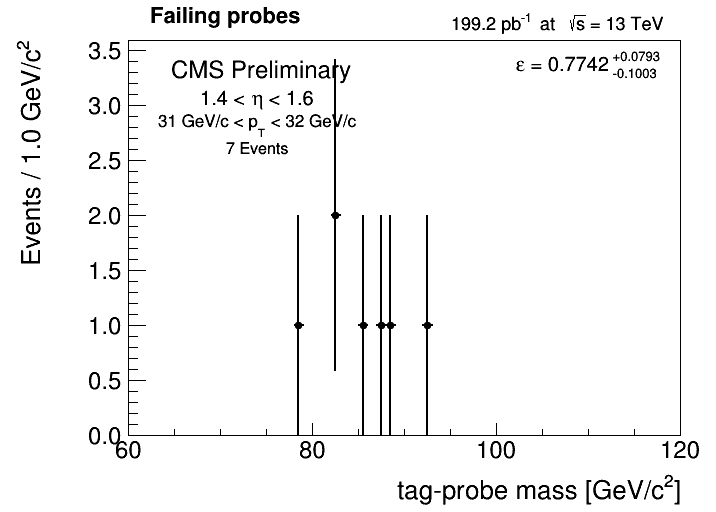 Failing probes
199.2 pb⁻¹ at √s = 13 TeV
CMS Preliminary
ε = 0.7742 +0.0793 -0.1003
1.4 < η < 1.6
31 GeV/c < p_T < 32 GeV/c
7 Events
Events / 1.0 GeV/c²
3.5
3.0
2.5
2.0
1.5
1.0
0.5
0.0
60 80 100 120
tag-probe mass [GeV/c²]